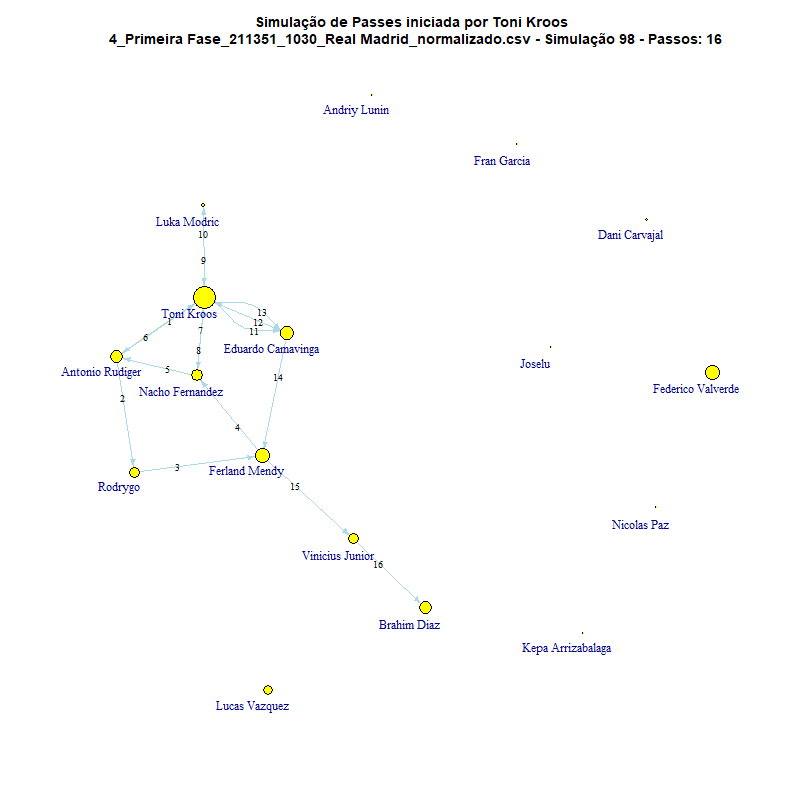 Simulação de Passes iniciada por Toni Kroos
4_Primeira Fase_211351_1030_Real Madrid_normalizado.csv - Simulação 98 - Passos: 16
Andriy Lunin
Fran Garcia
Luka Modric
Dani Carvajal
10
9
Toni Kroos
13
1
12
7
11
6
Eduardo Camavinga
8
Joselu
5
Antonio Rudiger
14
Nacho Fernandez
Federico Valverde
2
4
3
Ferland Mendy
Rodrygo
15
Nicolas Paz
Vinicius Junior
16
Brahim Diaz
Kepa Arrizabalaga
Lucas Vazquez